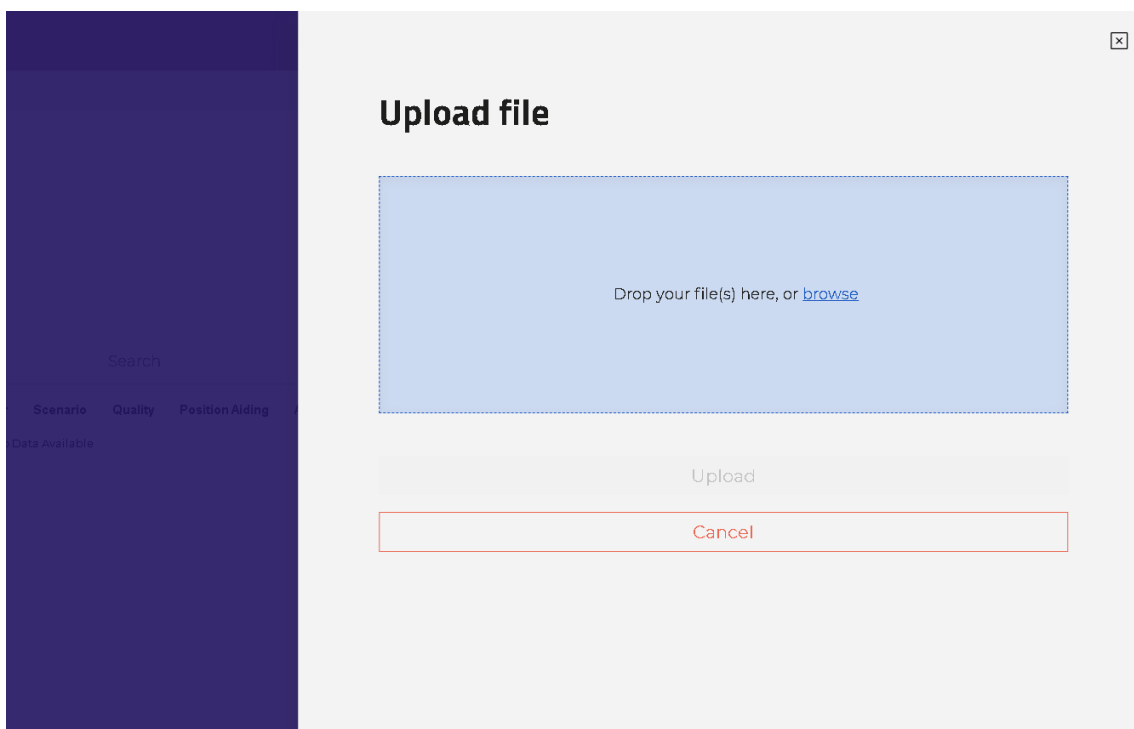 Upload file
Drop your file(s) here, or browse
Search
Scenario Quality Position Aiding
Data Available
Upload
Cancel